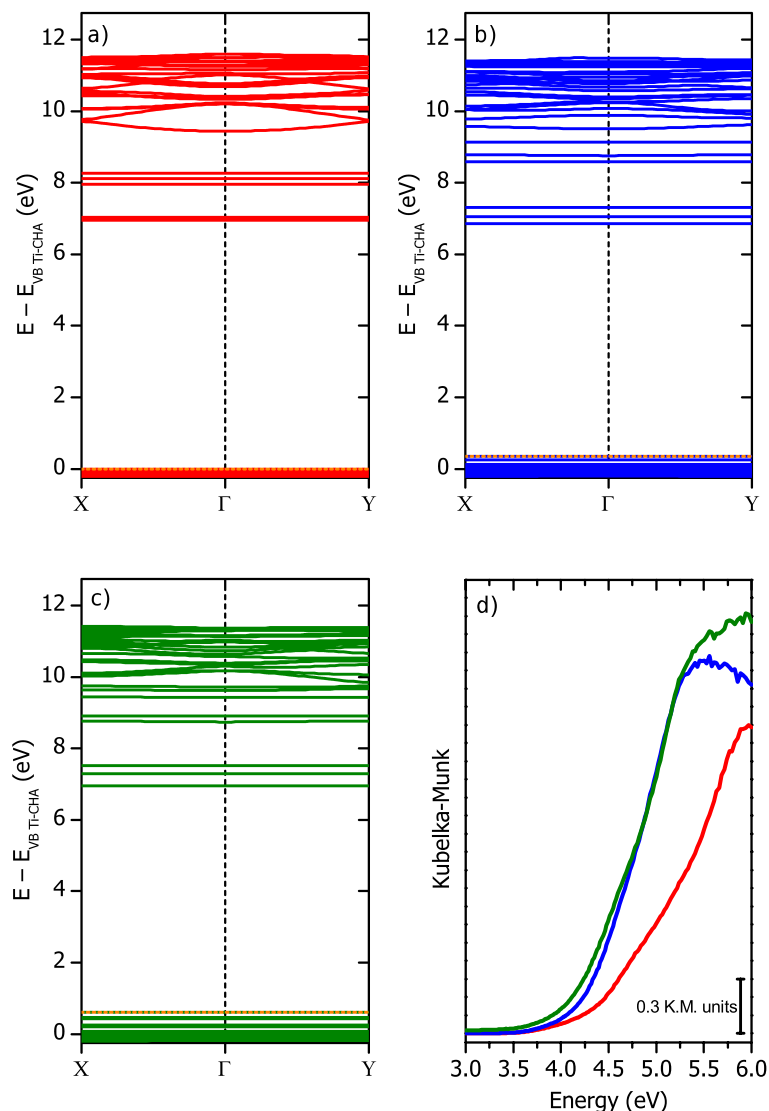 a)
12
10
8
6
4
2
0
E − E_VB Ti-CHA (eV)
X Γ Y
b)
12
10
8
6
4
2
0
E − E_VB Ti-CHA (eV)
X Γ Y
c)
12
10
8
6
4
2
0
E − E_VB Ti-CHA (eV)
X Γ Y
d)
Kubelka-Munk
0.3 K.M. units
3.0 3.5 4.0 4.5 5.0 5.5 6.0
Energy (eV)